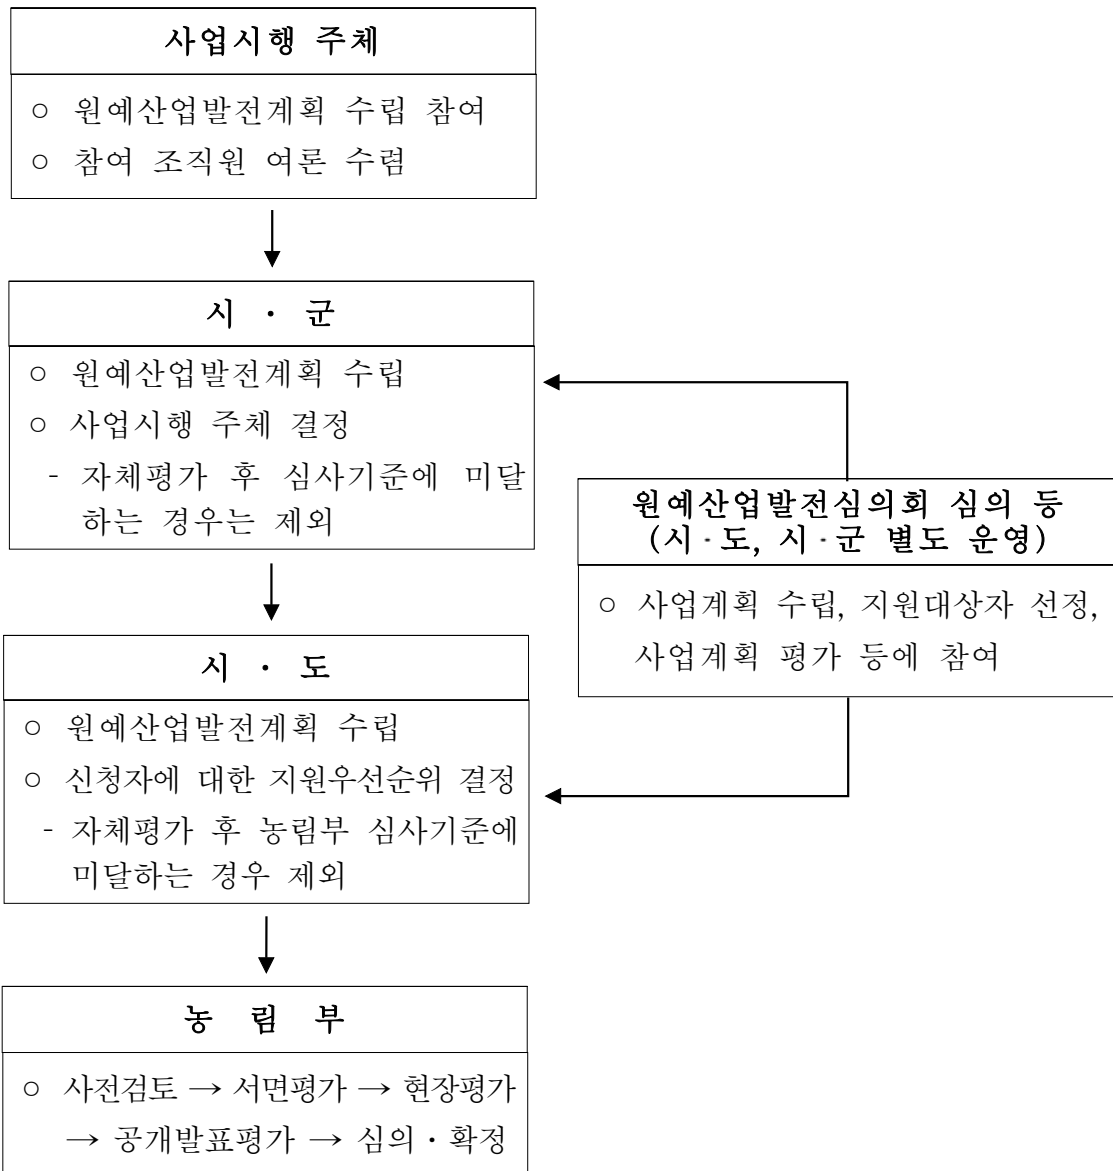 사업시행 주체
○ 원예산업발전계획 수립 참여
○ 참여 조직원 여론 수렴
시 · 군
○ 원예산업발전계획 수립
○ 사업시행 주체 결정
- 자체평가 후 심사기준에 미달
하는 경우는 제외
원예산업발전심의회 심의 등
(시·도, 시·군 별도 운영)
○ 사업계획 수립, 지원대상자 선정,
사업계획 평가 등에 참여
시 · 도
○ 원예산업발전계획 수립
○ 신청자에 대한 지원우선순위 결정
- 자체평가 후 농림부 심사기준에
미달하는 경우 제외
농 림 부
○ 사전검토 → 서면평가 → 현장평가
→ 공개발표평가 → 심의·확정